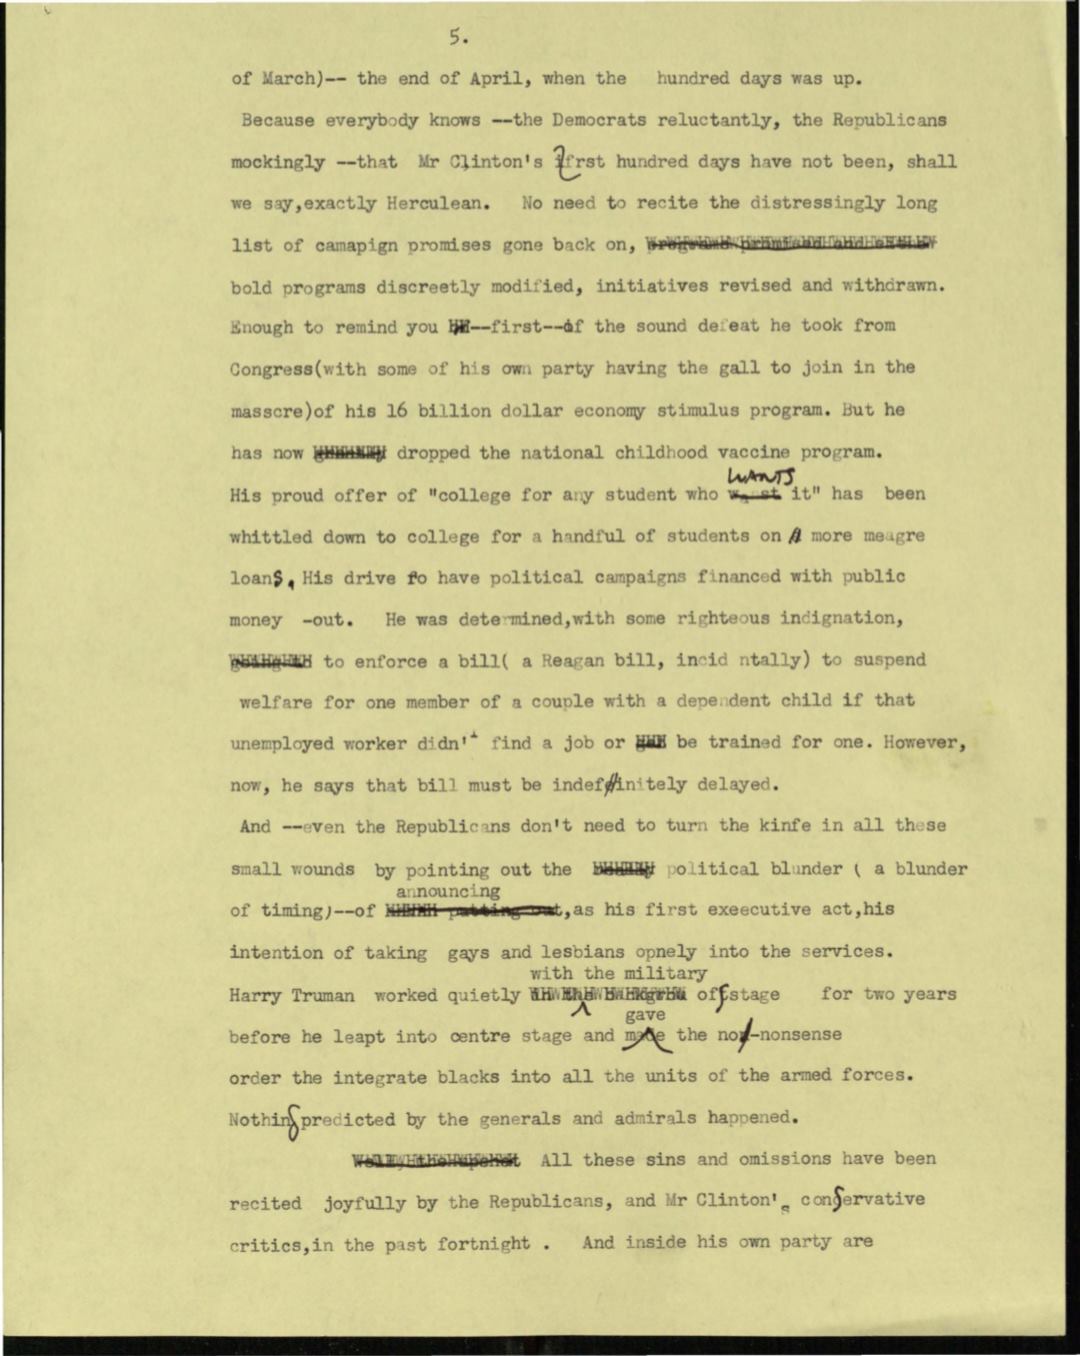 5.
of March)-- the end of April, when the hundred days was up.
Because everybody knows --the Democrats reluctantly, the Republicans
mockingly --that Mr Clinton's first hundred days have not been, shall
we say,exactly Herculean. No need to recite the distressingly long
list of camapign promises gone back on,
bold programs discreetly modified, initiatives revised and withdrawn.
Enough to remind you --first--of the sound defeat he took from
Congress(with some of his own party having the gall to join in the
masscre)of his 16 billion dollar economy stimulus program. But he
has now dropped the national childhood vaccine program.
WANTS
His proud offer of "college for any student who it" has been
whittled down to college for a handful of students on A more meagre
loanS. His drive to have political campaigns financed with public
money -out. He was determined,with some righteous indignation,
to enforce a bill( a Reagan bill, incid ntally) to suspend
welfare for one member of a couple with a dependent child if that
unemployed worker didn't find a job or be trained for one. However,
now, he says that bill must be indefinitely delayed.
And --even the Republicans don't need to turn the kinfe in all these
small wounds by pointing out the political blunder ( a blunder
announcing
of timing)--of putting out,as his first exeecutive act,his
intention of taking gays and lesbians opnely into the services.
with the military
Harry Truman worked quietly offstage for two years
gave
before he leapt into centre stage and made the non-nonsense
order the integrate blacks into all the units of the armed forces.
Nothing predicted by the generals and admirals happened.
All these sins and omissions have been
recited joyfully by the Republicans, and Mr Clinton's conservative
critics,in the past fortnight . And inside his own party are